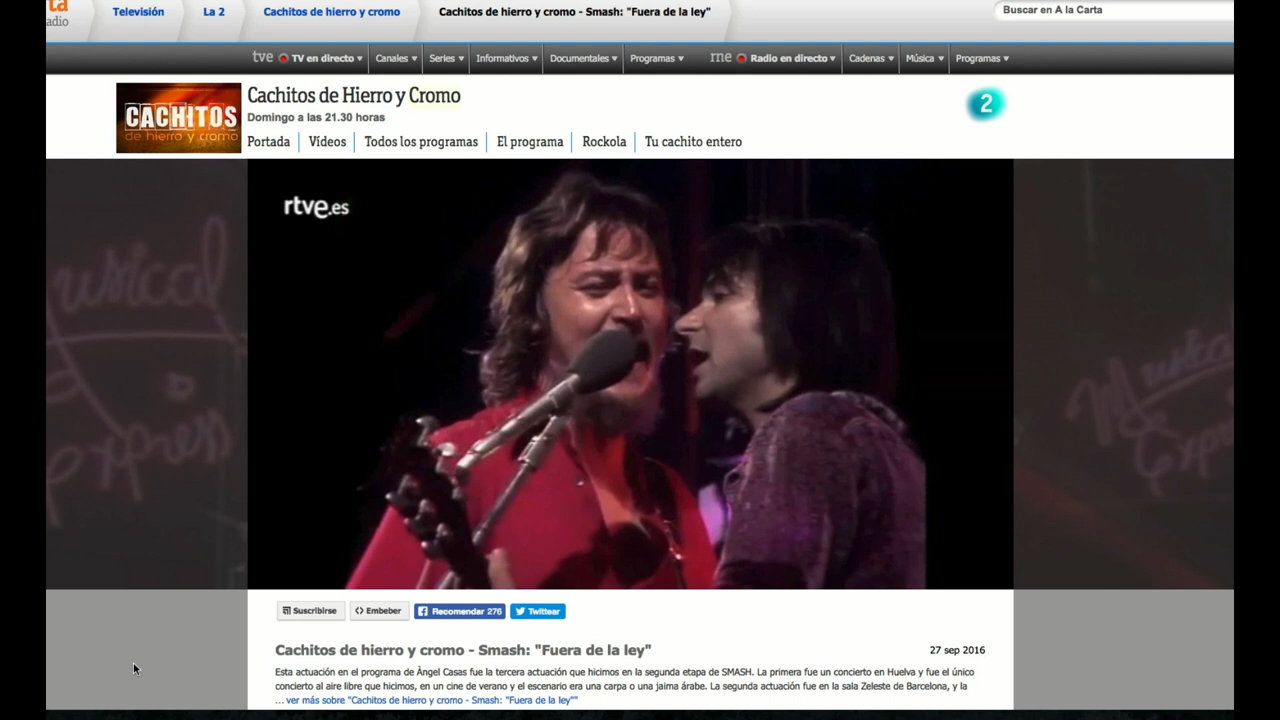 ta
adio
Televisión
La 2
Cachitos de hierro y cromo
Cachitos de hierro y cromo - Smash: "Fuera de la ley"
Buscar en A la Carta
tve TV en directo Canales Series Informativos Documentales Programas rne Radio en directo Cadenas Música Programas
CACHITOS
de hierro y cromo
Cachitos de Hierro y Cromo
Domingo a las 21.30 horas
2
Portada Vídeos Todos los programas El programa Rockola Tu cachito entero
rtve.es
Musical
Express
Suscribirse Embeber Recomendar 276 Twittear
Cachitos de hierro y cromo - Smash: "Fuera de la ley" 27 sep 2016
Esta actuación en el programa de Àngel Casas fue la tercera actuación que hicimos en la segunda etapa de SMASH. La primera fue un concierto en Huelva y fue el único
concierto al aire libre que hicimos, en un cine de verano y el escenario era una carpa o una jaima árabe. La segunda actuación fue en la sala Zeleste de Barcelona, y la
... ver más sobre "Cachitos de hierro y cromo - Smash: "Fuera de la ley""